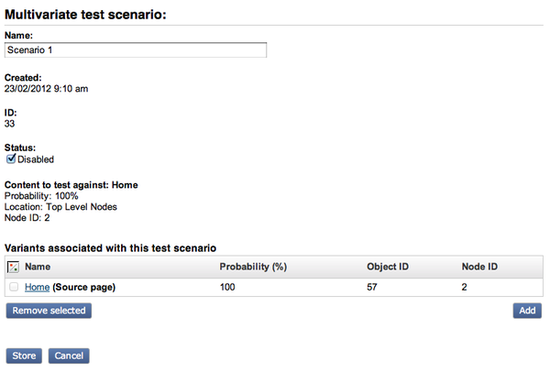 Multivariate test scenario:
Name:
Scenario 1
Created:
23/02/2012 9:10 am
ID:
33
Status:
Disabled
Content to test against: Home
Probability: 100%
Location: Top Level Nodes
Node ID: 2
Variants associated with this test scenario
Name Probability (%) Object ID Node ID
Home (Source page) 100 57 2
Remove selected Add
Store Cancel